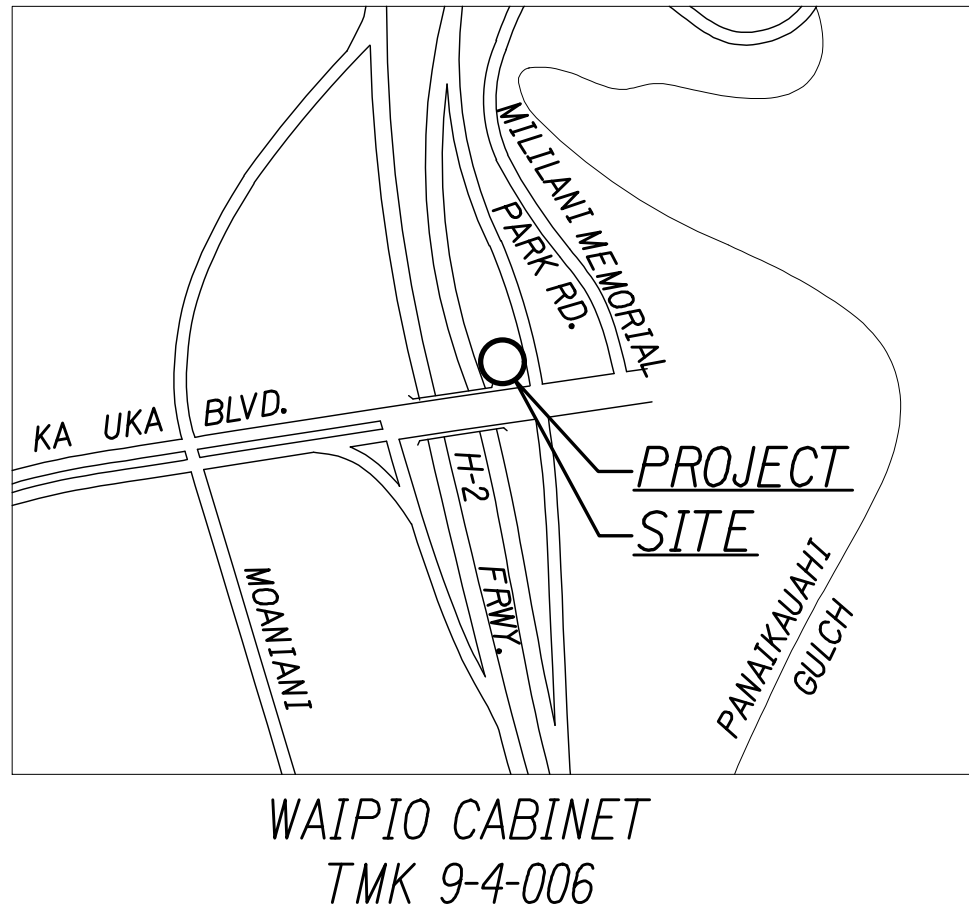 MILILANI MEMORIAL
PARK RD.
KA UKA BLVD.
H-2 FRWY.
PROJECT
SITE
MOANIANI
PANAIKAUAHI
GULCH
WAIPIO CABINET
TMK 9-4-006